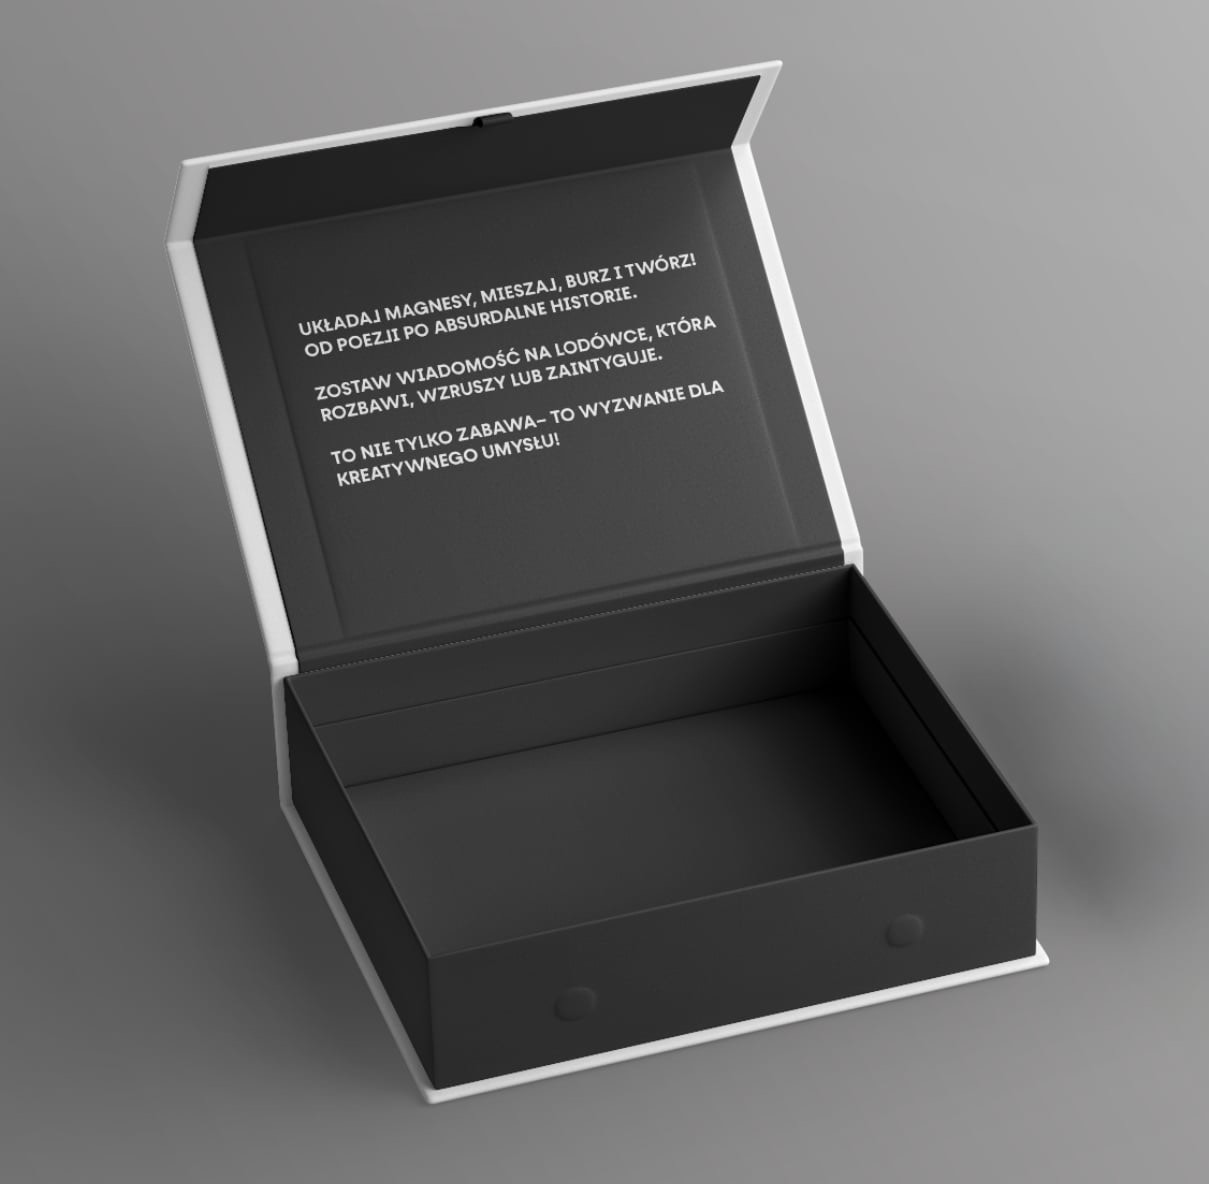 UKŁADAJ MAGNESY, MIESZAJ, BURZ I TWÓRZ!
OD POEZJI PO ABSURDALNE HISTORIE.
ZOSTAW WIADOMOŚĆ NA LODÓWCE, KTÓRA
ROZBAWI, WZRUSZY LUB ZAINTYGUJE.
TO NIE TYLKO ZABAWA– TO WYZWANIE DLA
KREATYWNEGO UMYSŁU!